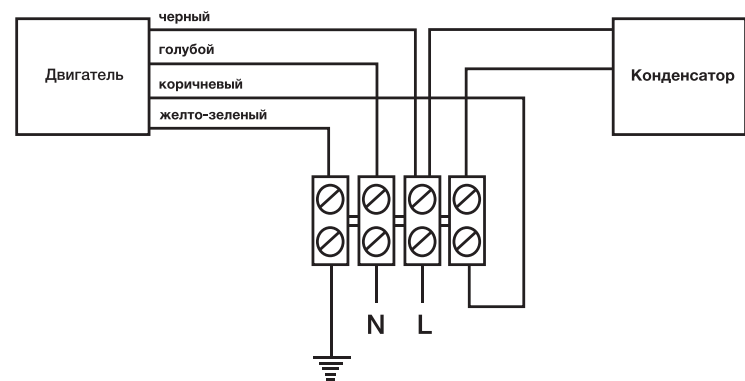 черный
голубой
Двигатель
коричневый
Конденсатор
желто-зеленый
N L